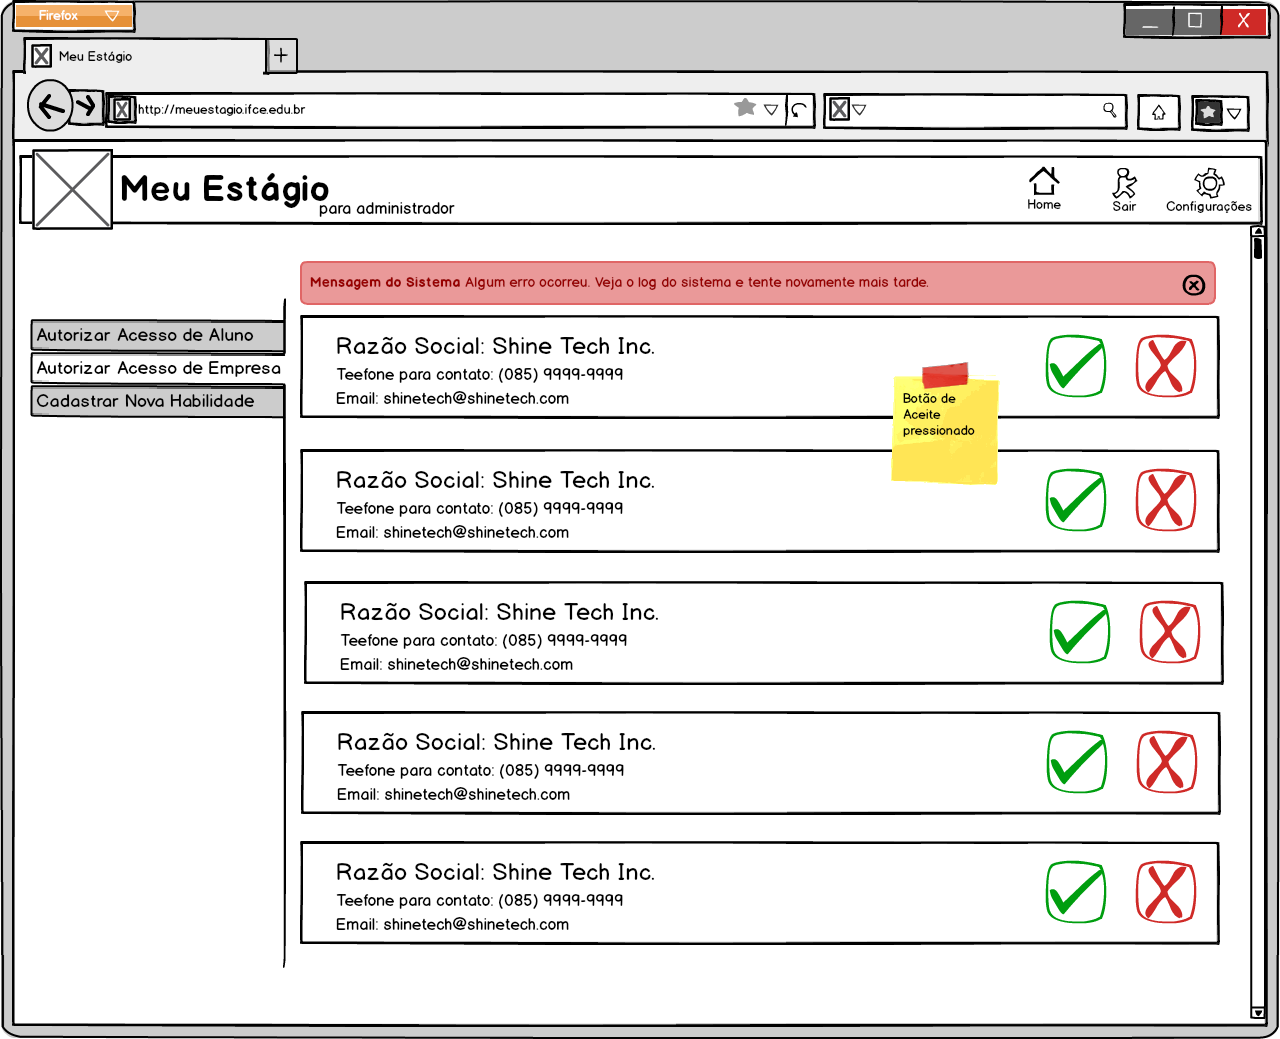 Firefox
Meu Estágio
http://meuestagio.ifce.edu.br
Meu Estágio
para administrador
Home
Sair
Configurações
Mensagem do Sistema Algum erro ocorreu. Veja o log do sistema e tente novamente mais tarde.
Autorizar Acesso de Aluno
Autorizar Acesso de Empresa
Cadastrar Nova Habilidade
Razão Social: Shine Tech Inc.
Teefone para contato: (085) 9999-9999
Email: shinetech@shinetech.com
Botão de
Aceite
pressionado
Razão Social: Shine Tech Inc.
Teefone para contato: (085) 9999-9999
Email: shinetech@shinetech.com
Razão Social: Shine Tech Inc.
Teefone para contato: (085) 9999-9999
Email: shinetech@shinetech.com
Razão Social: Shine Tech Inc.
Teefone para contato: (085) 9999-9999
Email: shinetech@shinetech.com
Razão Social: Shine Tech Inc.
Teefone para contato: (085) 9999-9999
Email: shinetech@shinetech.com